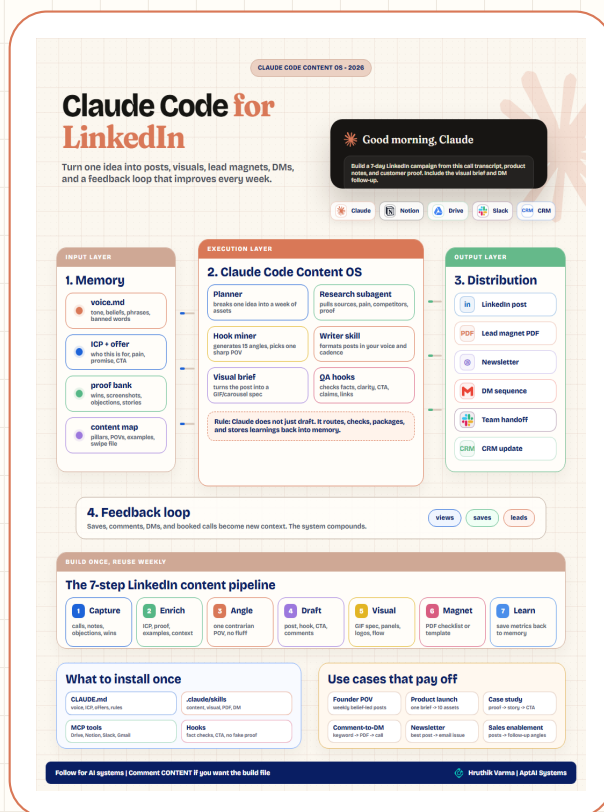 CLAUDE CODE CONTENT OS - 2026
Claude Code for
LinkedIn
Turn one idea into posts, visuals, lead magnets, DMs,
and a feedback loop that improves every week.
Good morning, Claude
Build a 7-day LinkedIn campaign from this call transcript, product
notes, and customer proof. Include the visual brief and DM
follow-up.
Claude
Notion
Drive
Slack
CRM CRM
INPUT LAYER
1. Memory
voice.md
tone, beliefs, phrases,
banned words
ICP + offer
who this is for, pain,
promise, CTA
proof bank
wins, screenshots,
objections, stories
content map
pillars, POVs, examples,
swipe file
EXECUTION LAYER
2. Claude Code Content OS
Planner
breaks one idea into a week of
assets
Research subagent
pulls sources, pain, competitors,
proof
Hook miner
generates 15 angles, picks one
sharp POV
Writer skill
formats posts in your voice and
cadence
Visual brief
turns the post into a
GIF/carousel spec
QA hooks
checks facts, clarity, CTA,
claims, links
Rule: Claude does not just draft. It routes, checks, packages,
and stores learnings back into memory.
OUTPUT LAYER
3. Distribution
in LinkedIn post
PDF Lead magnet PDF
@ Newsletter
DM sequence
Team handoff
CRM CRM update
4. Feedback loop
Saves, comments, DMs, and booked calls become new context. The system compounds.
views
saves
leads
BUILD ONCE, REUSE WEEKLY
The 7-step LinkedIn content pipeline
1 Capture
calls, notes,
objections, wins
2 Enrich
ICP, proof,
examples, context
3 Angle
one contrarian
POV, no fluff
4 Draft
post, hook, CTA,
comments
5 Visual
GIF spec, panels,
logos, flow
6 Magnet
PDF checklist or
template
7 Learn
save metrics back
to memory
What to install once
CLAUDE.md
voice, ICP, offers, rules
.claude/skills
content, visual, PDF, DM
MCP tools
Drive, Notion, Slack, Gmail
Hooks
fact checks, CTA, no fake proof
Use cases that pay off
Founder POV
weekly belief-led posts
Product launch
one brief -> 10 assets
Case study
proof -> story -> CTA
Comment-to-DM
keyword -> PDF -> call
Newsletter
best post -> email issue
Sales enablement
posts -> follow-up angles
Follow for AI systems | Comment CONTENT if you want the build file
Hruthik Varma | AptAI Systems